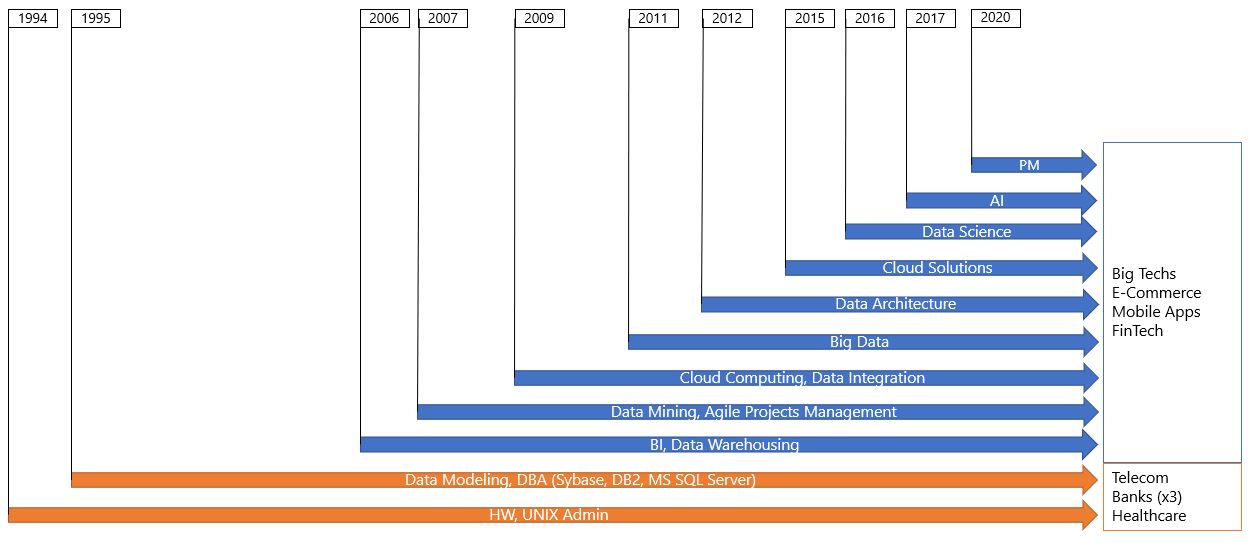 1994
1995
2006
2007
2009
2011
2012
2015
2016
2017
2020
PM
AI
Data Science
Cloud Solutions
Data Architecture
Big Data
Cloud Computing, Data Integration
Data Mining, Agile Projects Management
BI, Data Warehousing
Data Modeling, DBA (Sybase, DB2, MS SQL Server)
HW, UNIX Admin
Big Techs
E-Commerce
Mobile Apps
FinTech
Telecom
Banks (x3)
Healthcare